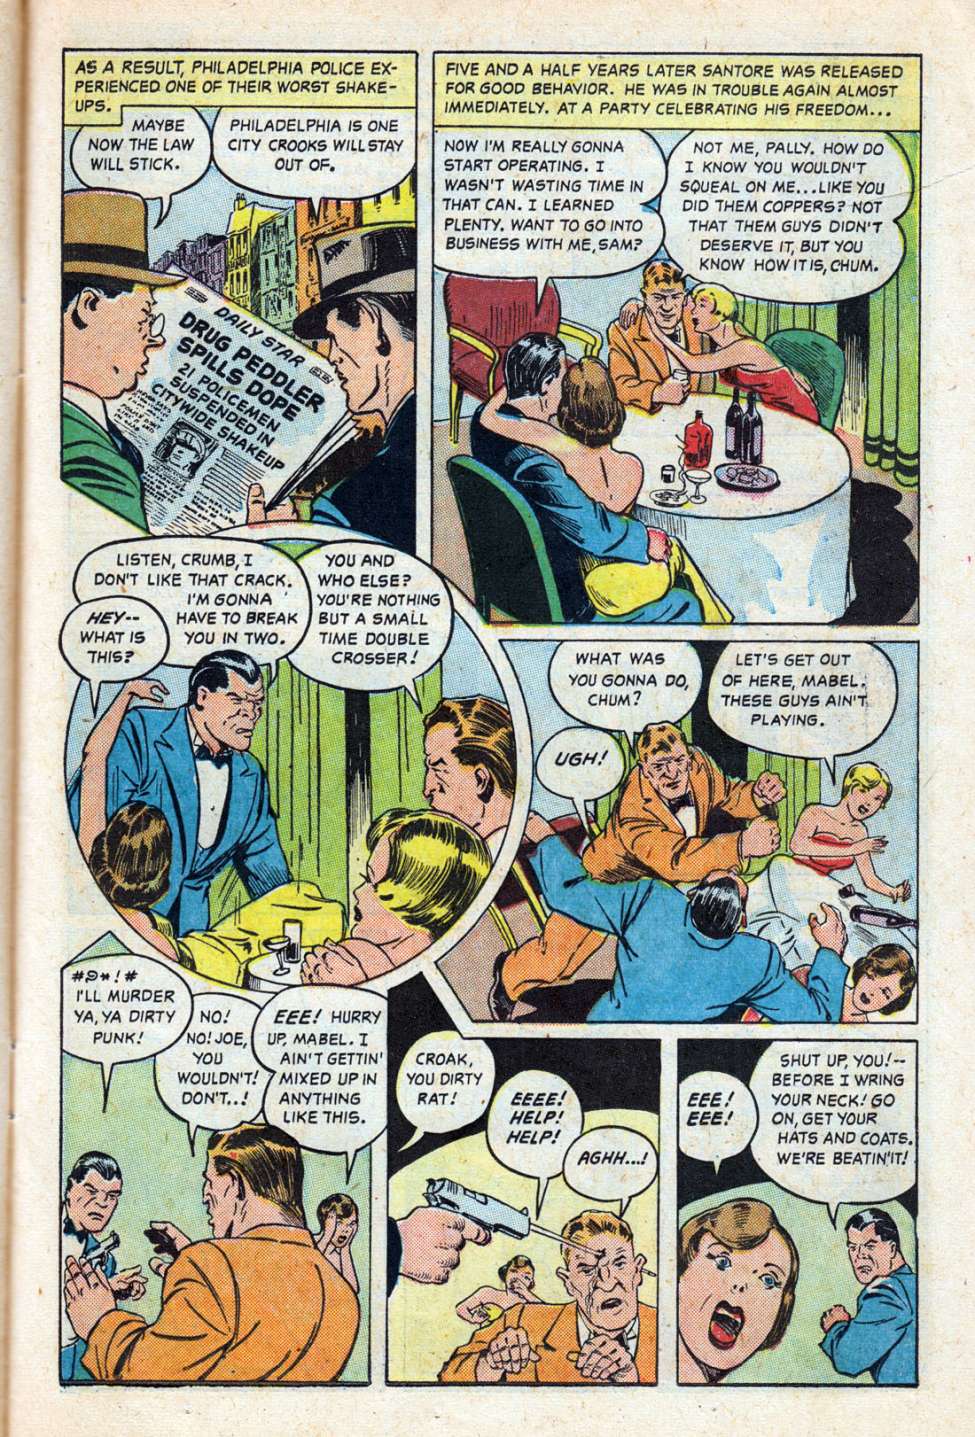 AS A RESULT, PHILADELPHIA POLICE EX-
PERIENCED ONE OF THEIR WORST SHAKE-
UPS.
MAYBE
NOW THE LAW
WILL STICK.
PHILADELPHIA IS ONE
CITY CROOKS WILL STAY
OUT OF.
DAILY STAR
DRUG PEDDLER
SPILLS DOPE
21 POLICEMEN
SUSPENDED IN
CITYWIDE SHAKEUP
FIVE AND A HALF YEARS LATER SANTORE WAS RELEASED
FOR GOOD BEHAVIOR. HE WAS IN TROUBLE AGAIN ALMOST
IMMEDIATELY. AT A PARTY CELEBRATING HIS FREEDOM...
NOW I'M REALLY GONNA
START OPERATING. I
WASN'T WASTING TIME IN
THAT CAN. I LEARNED
PLENTY. WANT TO GO INTO
BUSINESS WITH ME, SAM?
NOT ME, PALLY. HOW DO
I KNOW YOU WOULDN'T
SQUEAL ON ME...LIKE YOU
DID THEM COPPERS? NOT
THAT THEM GUYS DIDN'T
DESERVE IT, BUT YOU
KNOW HOW IT IS, CHUM.
HEY--
WHAT IS
THIS?
LISTEN, CRUMB, I
DON'T LIKE THAT CRACK.
I'M GONNA
HAVE TO BREAK
YOU IN TWO.
YOU AND
WHO ELSE?
YOU'RE NOTHING
BUT A SMALL
TIME DOUBLE
CROSSER!
UGH!
WHAT WAS
YOU GONNA DO,
CHUM?
LET'S GET OUT
OF HERE, MABEL.
THESE GUYS AIN'T
PLAYING.
#@*!#
I'LL MURDER
YA, YA DIRTY
PUNK!
NO!
NO! JOE,
YOU
WOULDN'T!
DON'T..!
EEE! HURRY
UP, MABEL. I
AIN'T GETTIN'
MIXED UP IN
ANYTHING
LIKE THIS.
CROAK,
YOU DIRTY
RAT!
EEEE!
HELP!
HELP!
AGHH...!
EEE!
EEE!
SHUT UP, YOU!--
BEFORE I WRING
YOUR NECK! GO
ON, GET YOUR
HATS AND COATS.
WE'RE BEATIN' IT!